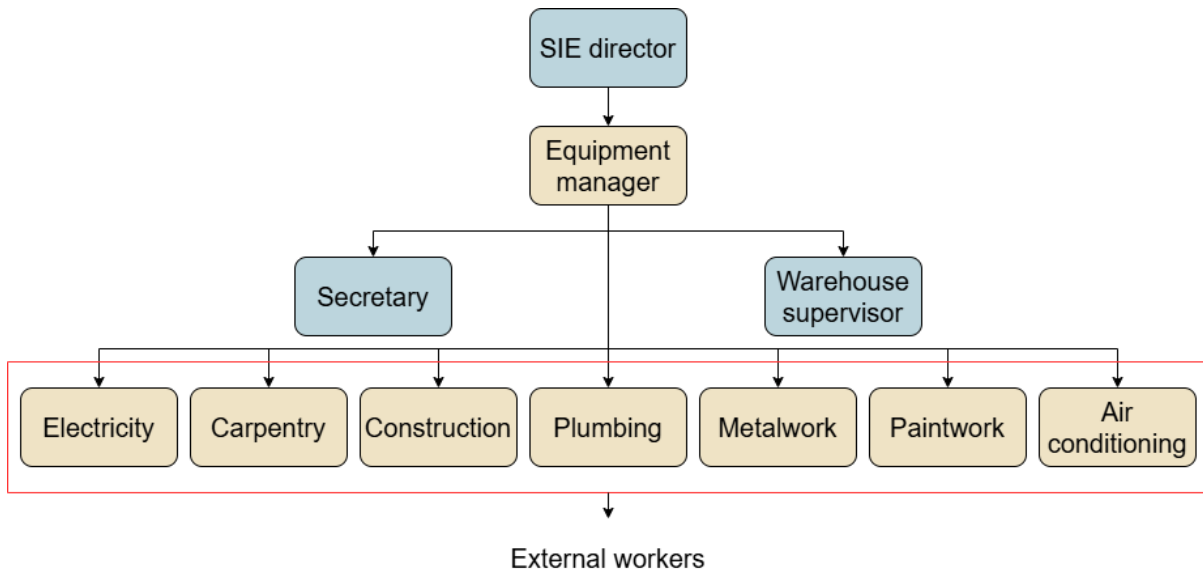 SIE director
Equipment
manager
Secretary
Warehouse
supervisor
Electricity
Carpentry
Construction
Plumbing
Metalwork
Paintwork
Air
conditioning
External workers